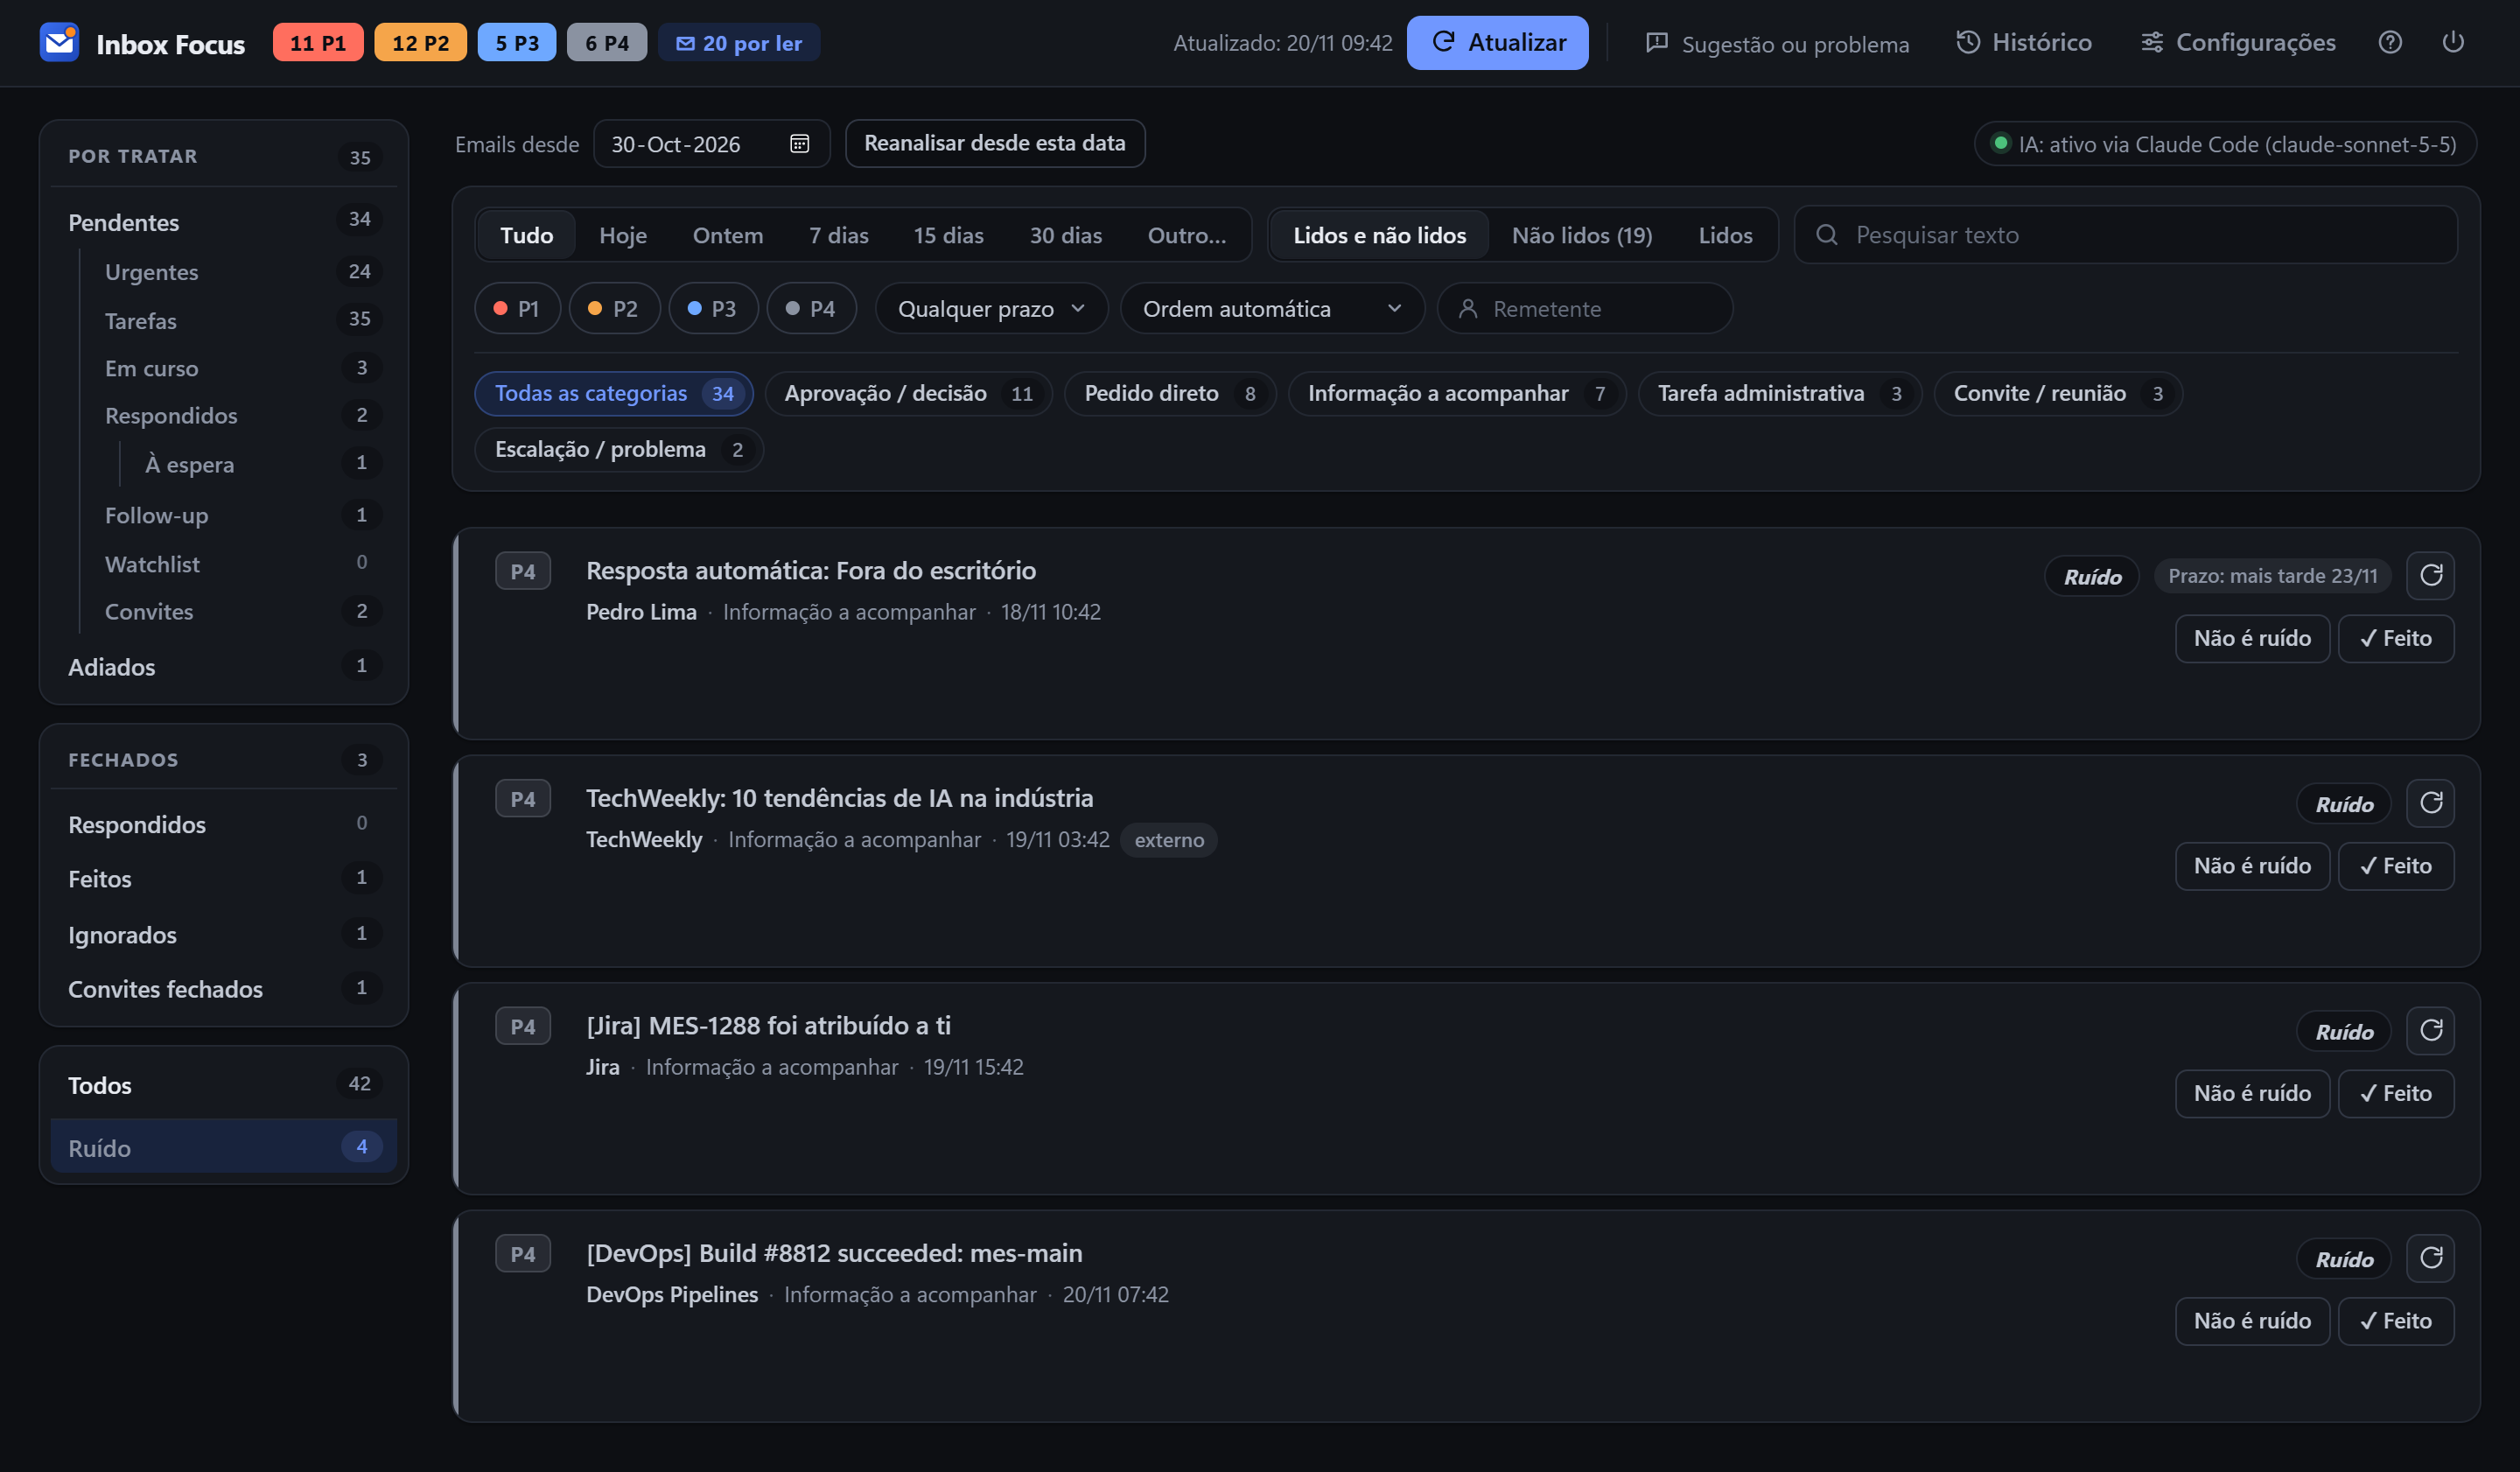 Inbox Focus 11 P1 12 P2 5 P3 6 P4 20 por ler Atualizado: 20/11 09:42 Atualizar Sugestão ou problema Histórico Configurações
POR TRATAR 35
Pendentes 34
Urgentes 24
Tarefas 35
Em curso 3
Respondidos 2
À espera 1
Follow-up 1
Watchlist 0
Convites 2
Adiados 1
FECHADOS 3
Respondidos 0
Feitos 1
Ignorados 1
Convites fechados 1
Todos 42
Ruído 4
Emails desde 30-Oct-2026 Reanalisar desde esta data IA: ativo via Claude Code (claude-sonnet-5-5)
Tudo Hoje Ontem 7 dias 15 dias 30 dias Outro... Lidos e não lidos Não lidos (19) Lidos Pesquisar texto
P1 P2 P3 P4 Qualquer prazo Ordem automática Remetente
Todas as categorias 34 Aprovação / decisão 11 Pedido direto 8 Informação a acompanhar 7 Tarefa administrativa 3 Convite / reunião 3
Escalação / problema 2
P4 Resposta automática: Fora do escritório Ruído Prazo: mais tarde 23/11
Pedro Lima · Informação a acompanhar · 18/11 10:42
Não é ruído ✓ Feito
P4 TechWeekly: 10 tendências de IA na indústria Ruído
TechWeekly · Informação a acompanhar · 19/11 03:42 externo
Não é ruído ✓ Feito
P4 [Jira] MES-1288 foi atribuído a ti Ruído
Jira · Informação a acompanhar · 19/11 15:42
Não é ruído ✓ Feito
P4 [DevOps] Build #8812 succeeded: mes-main Ruído
DevOps Pipelines · Informação a acompanhar · 20/11 07:42
Não é ruído ✓ Feito